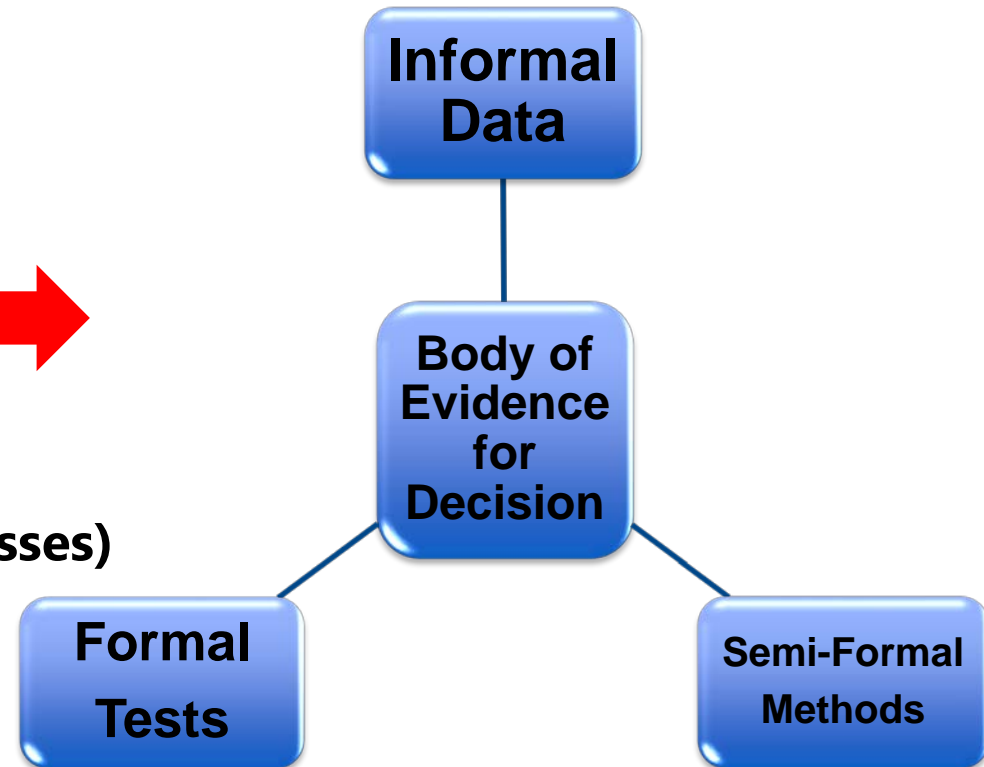 Informal
Data
Body of
Evidence
for
Decision
sses)
Formal
Tests
Semi-Formal
Methods